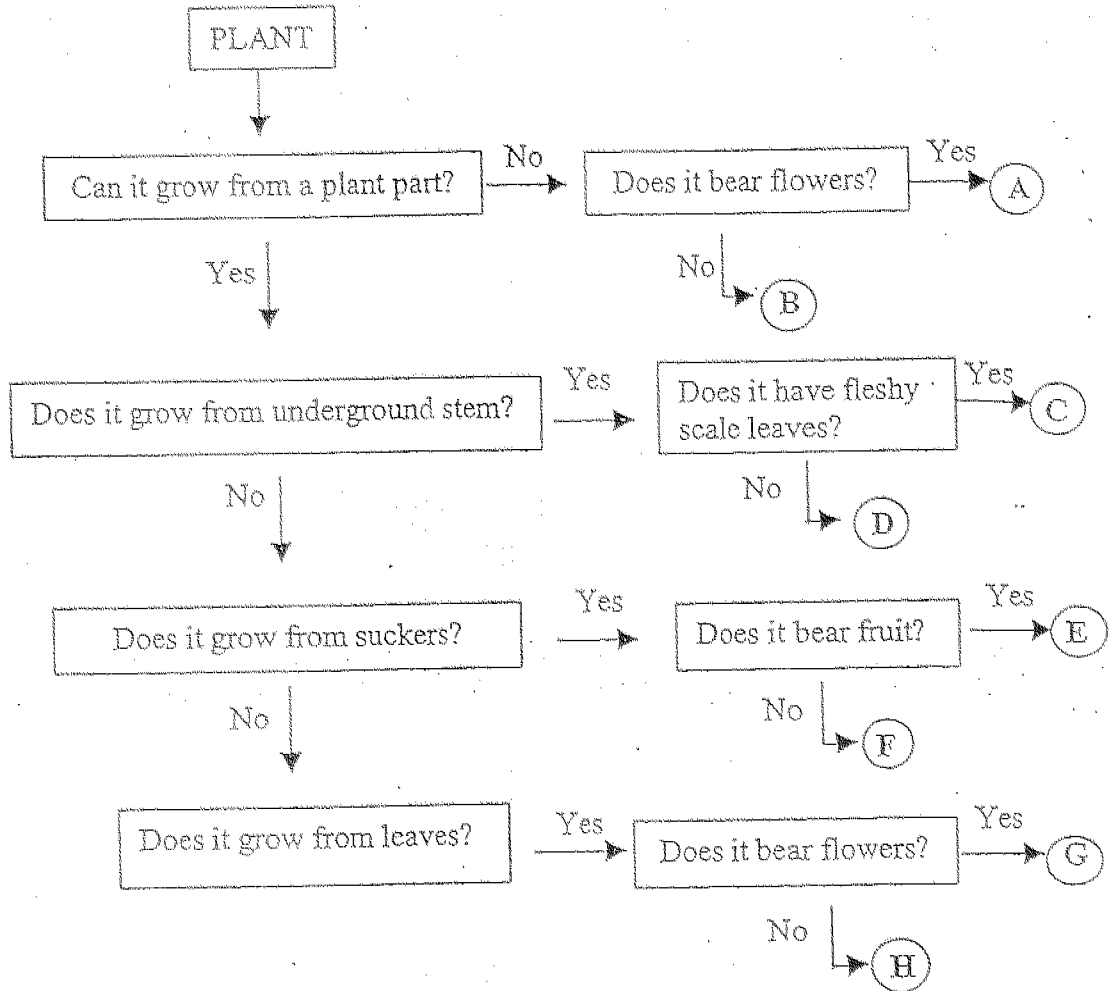 PLANT
Can it grow from a plant part?
No
Does it bear flowers?
Yes
A
Yes
No
B
Does it grow from underground stem?
Yes
Does it have fleshy
scale leaves?
Yes
C
No
No
D
Does it grow from suckers?
Yes
Does it bear fruit?
Yes
E
No
No
F
Does it grow from leaves?
Yes
Does it bear flowers?
Yes
G
No
H